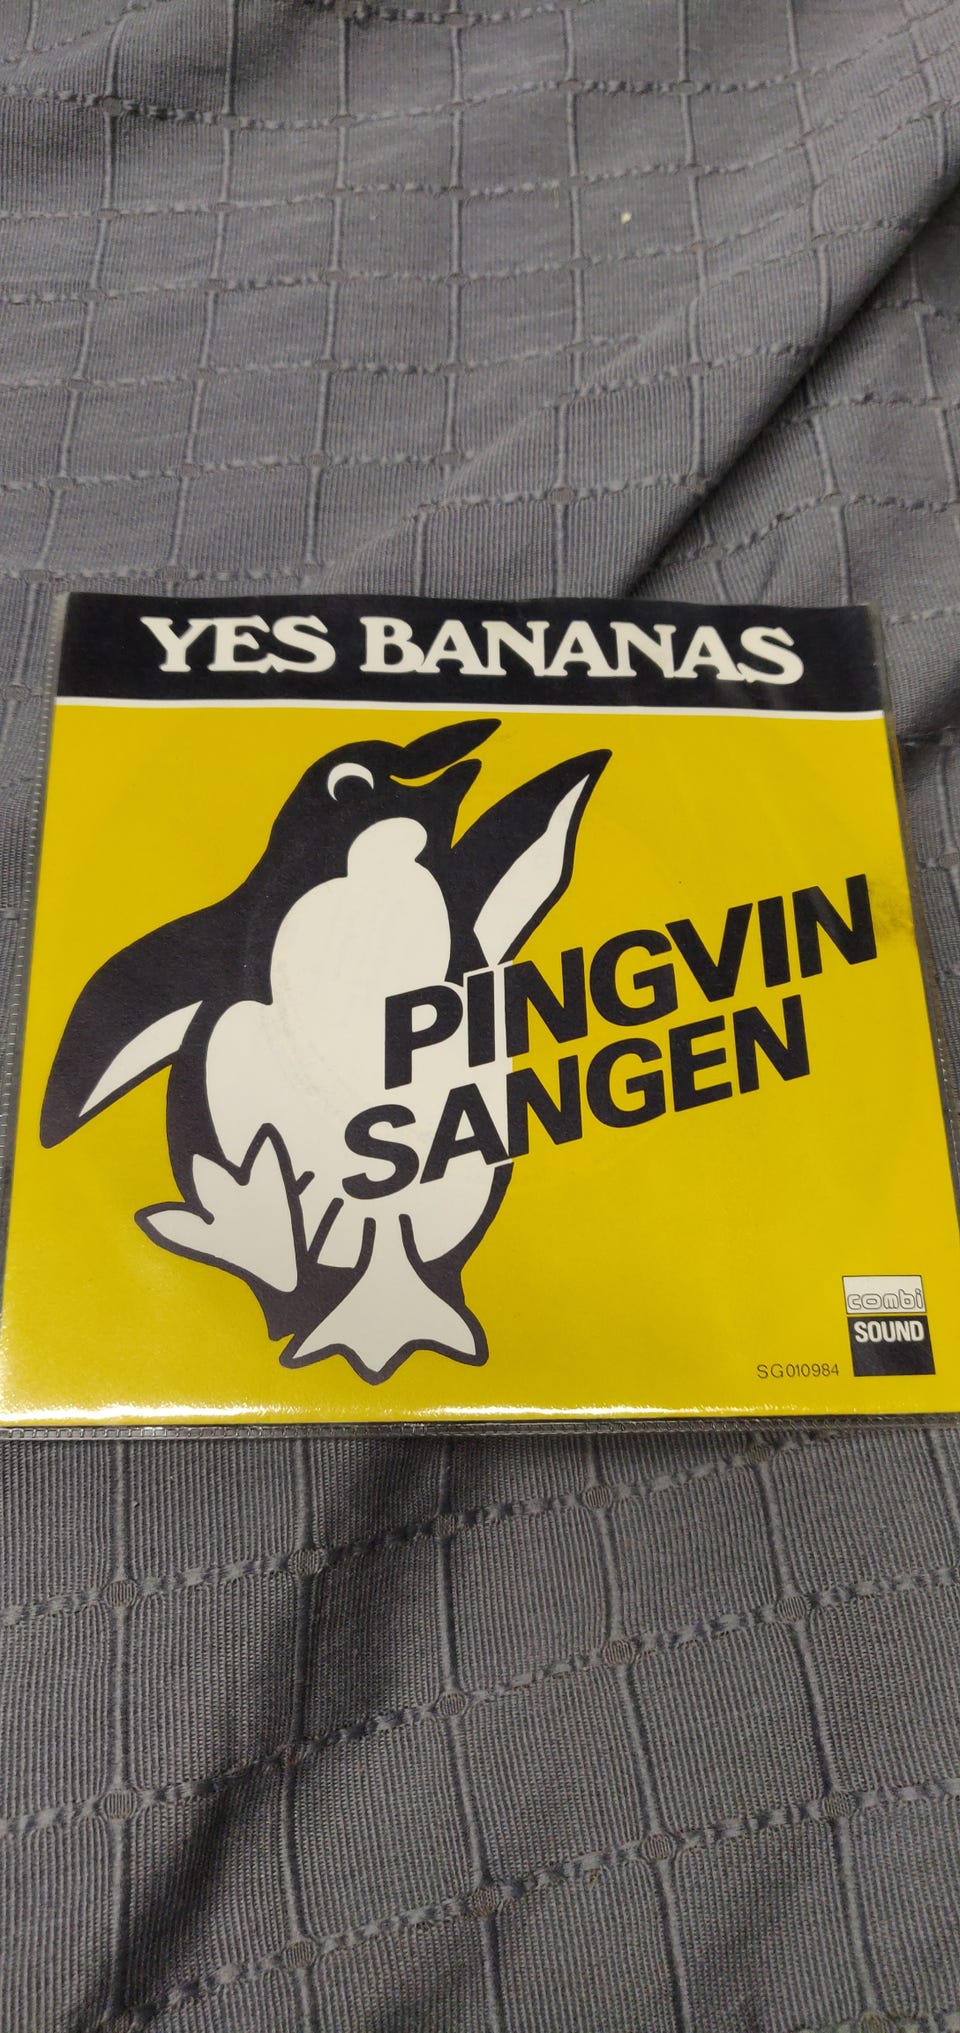 YES BANANAS
PINGVIN
SANGEN
combi
SOUND
SG010984